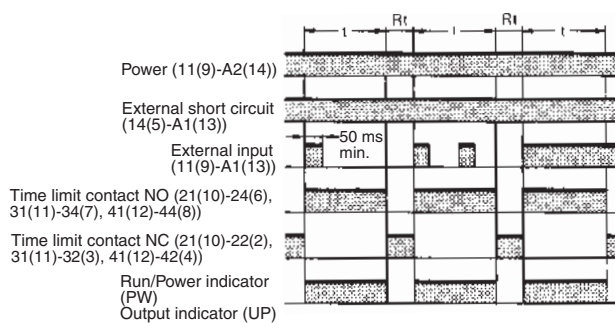 t Rt t Rt t
Power (11(9)-A2(14))
External short circuit
(14(5)-A1(13))
50 ms
min.
External input
(11(9)-A1(13))
Time limit contact NO (21(10)-24(6),
31(11)-34(7), 41(12)-44(8))
Time limit contact NC (21(10)-22(2),
31(11)-32(3), 41(12)-42(4))
Run/Power indicator
(PW)
Output indicator (UP)